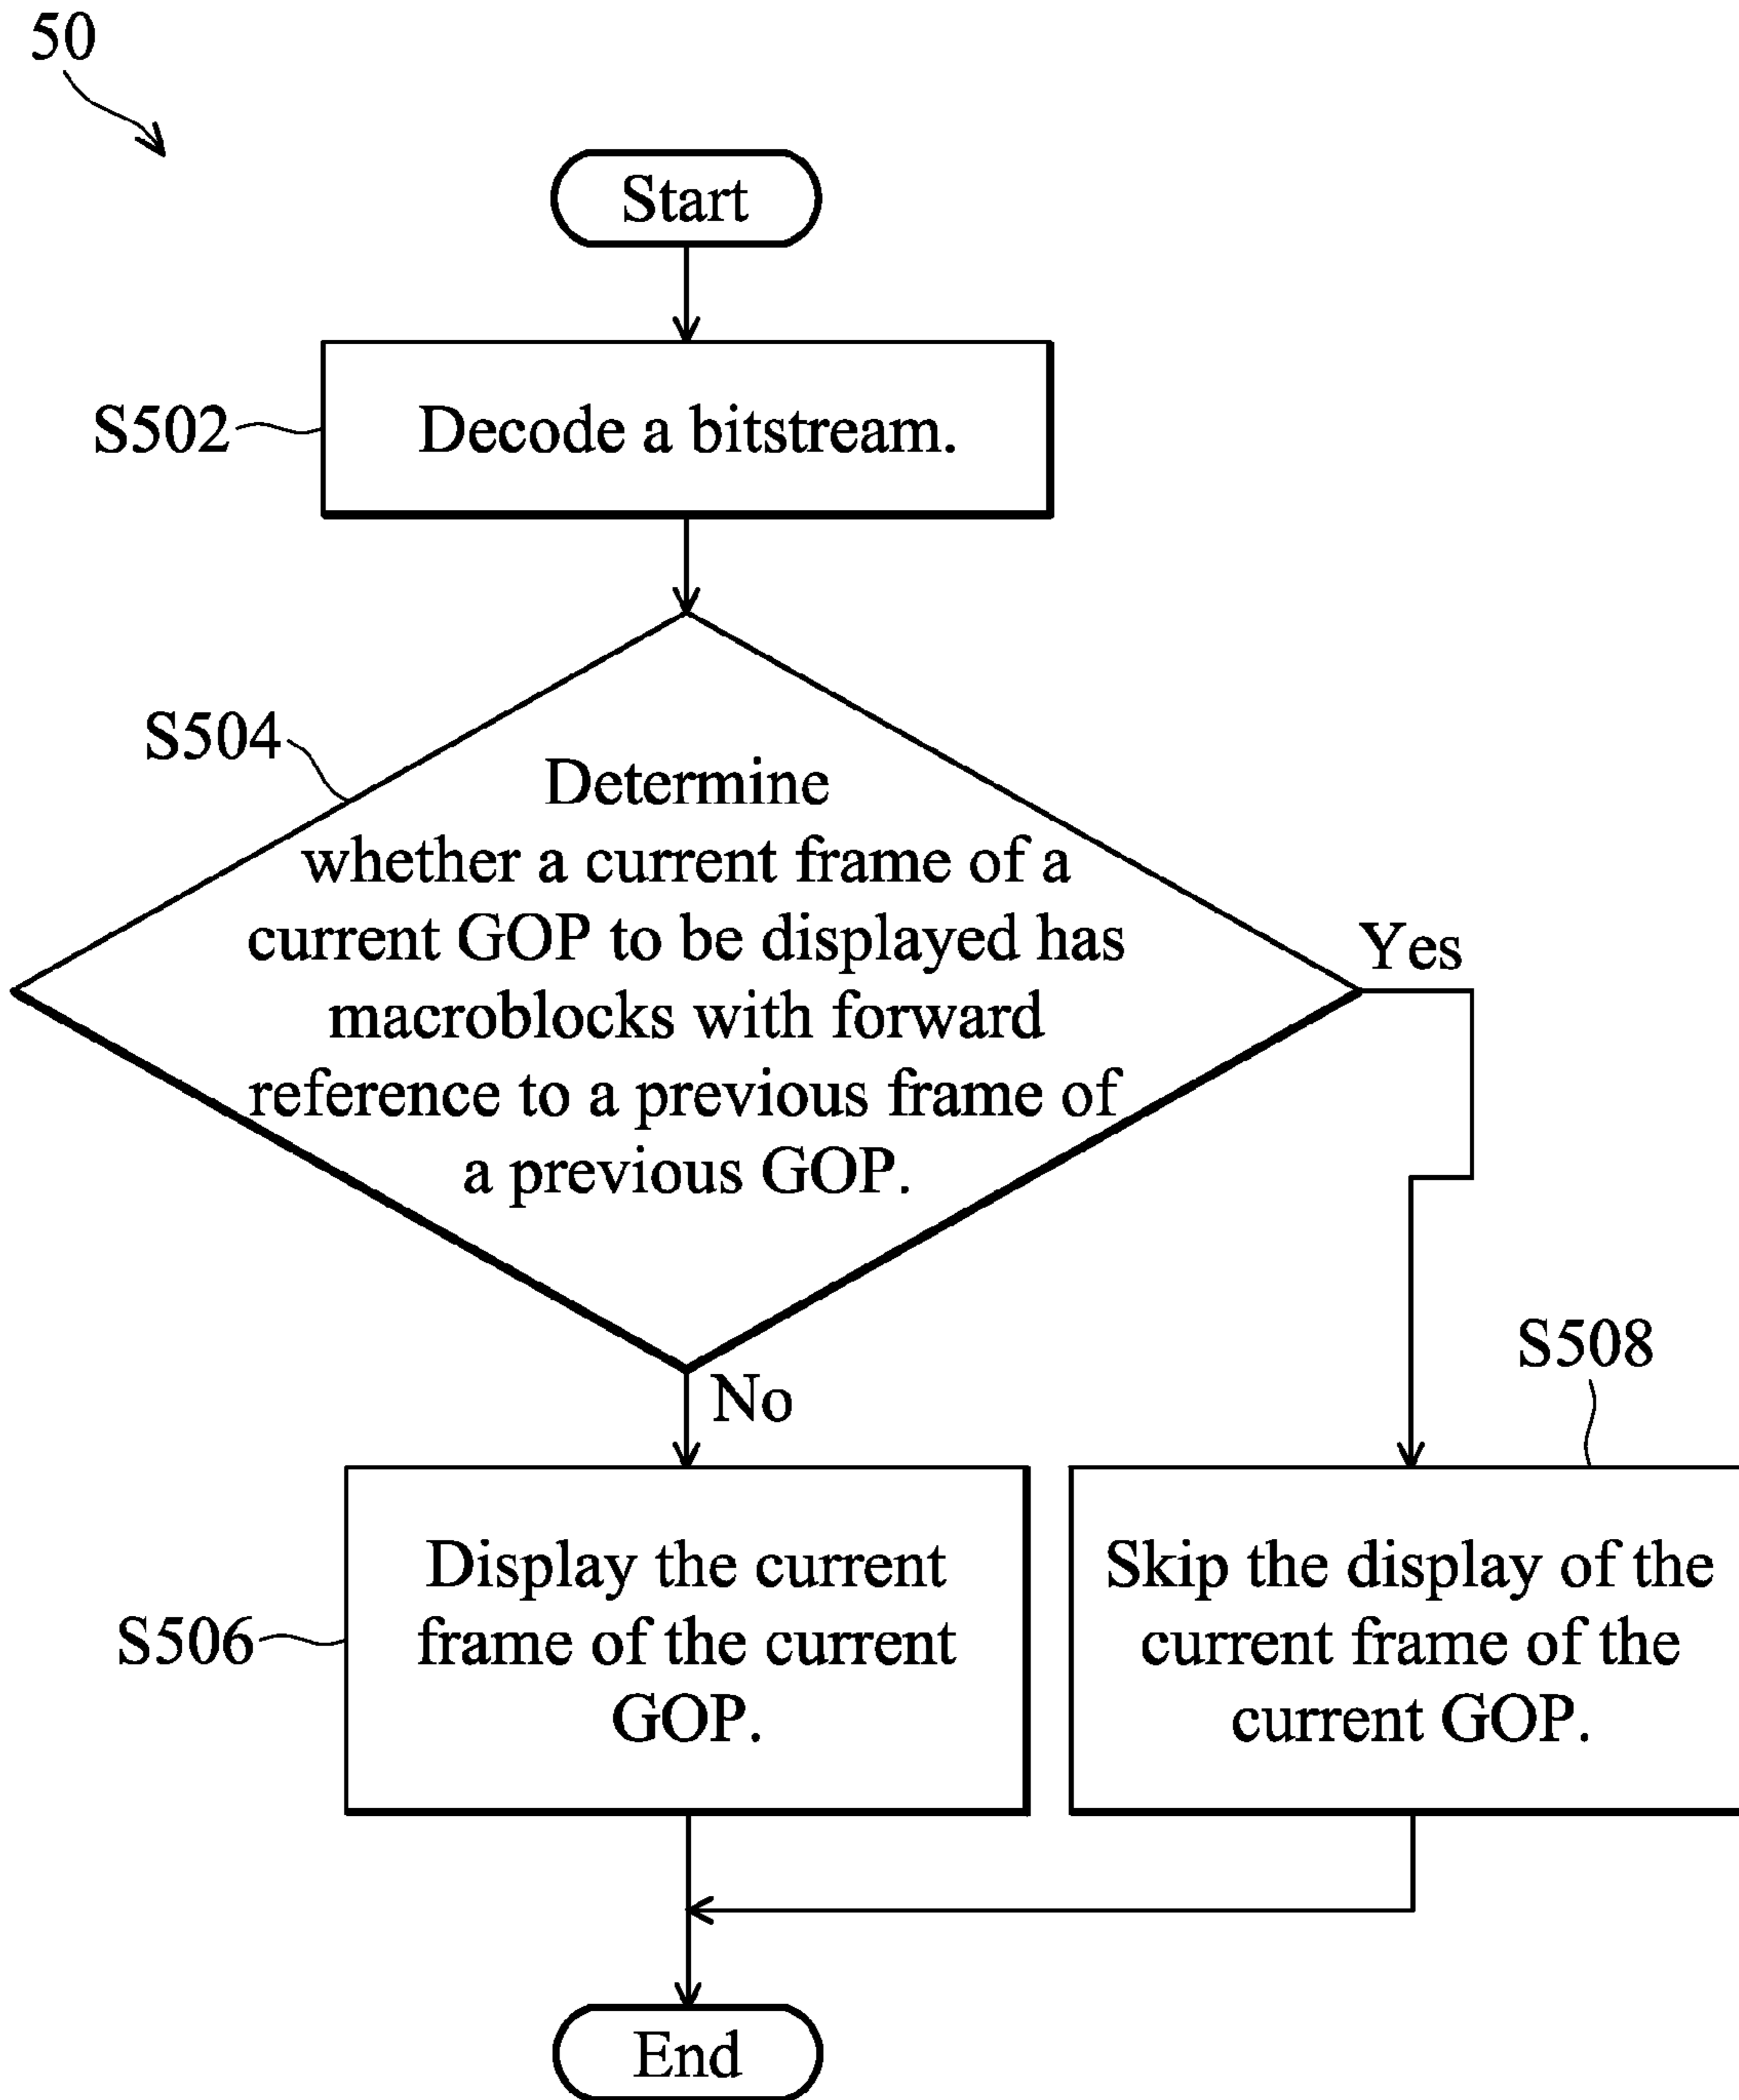 50
Start
S502
Decode a bitstream.
S504
Determine
whether a current frame of a
current GOP to be displayed has
macroblocks with forward
reference to a previous frame of
a previous GOP.
Yes
No
S508
S506
Display the current
frame of the current
GOP.
Skip the display of the
current frame of the
current GOP.
End